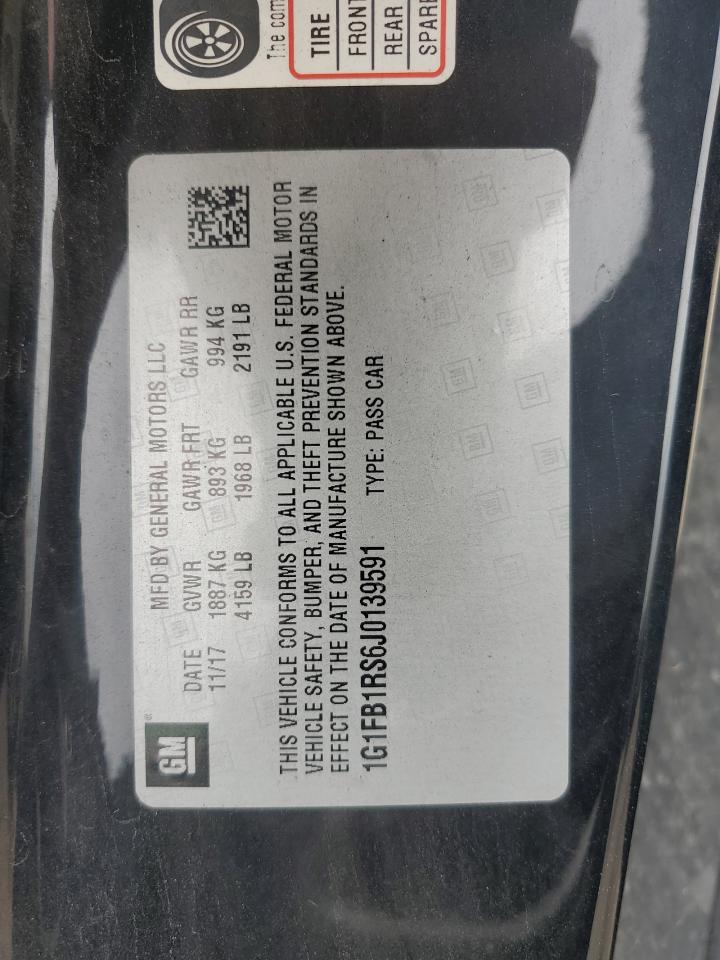 The com
TIRE
FRONT
REAR
SPARE
GM
MFD BY GENERAL MOTORS LLC
DATE GVWR GAWR FRT GAWR RR
11/17 1887 KG 893 KG 994 KG
4159 LB 1968 LB 2191 LB
THIS VEHICLE CONFORMS TO ALL APPLICABLE U.S. FEDERAL MOTOR
VEHICLE SAFETY, BUMPER, AND THEFT PREVENTION STANDARDS IN
EFFECT ON THE DATE OF MANUFACTURE SHOWN ABOVE.
1G1FB1RS6J0139591 TYPE: PASS CAR